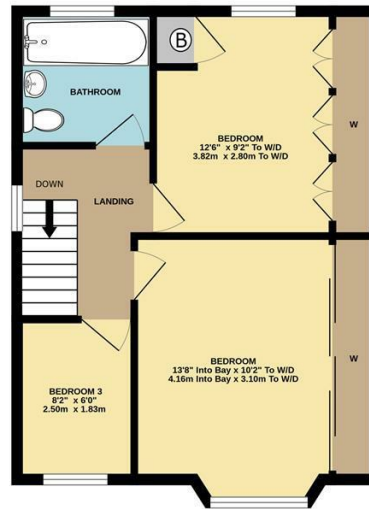 B
BATHROOM
BEDROOM
12'6" x 9'2" To W/D
3.82m x 2.80m To W/D
W
DOWN
LANDING
BEDROOM
13'8" Into Bay x 10'2" To W/D
4.16m Into Bay x 3.10m To W/D
W
BEDROOM 3
8'2" x 6'0"
2.50m x 1.83m